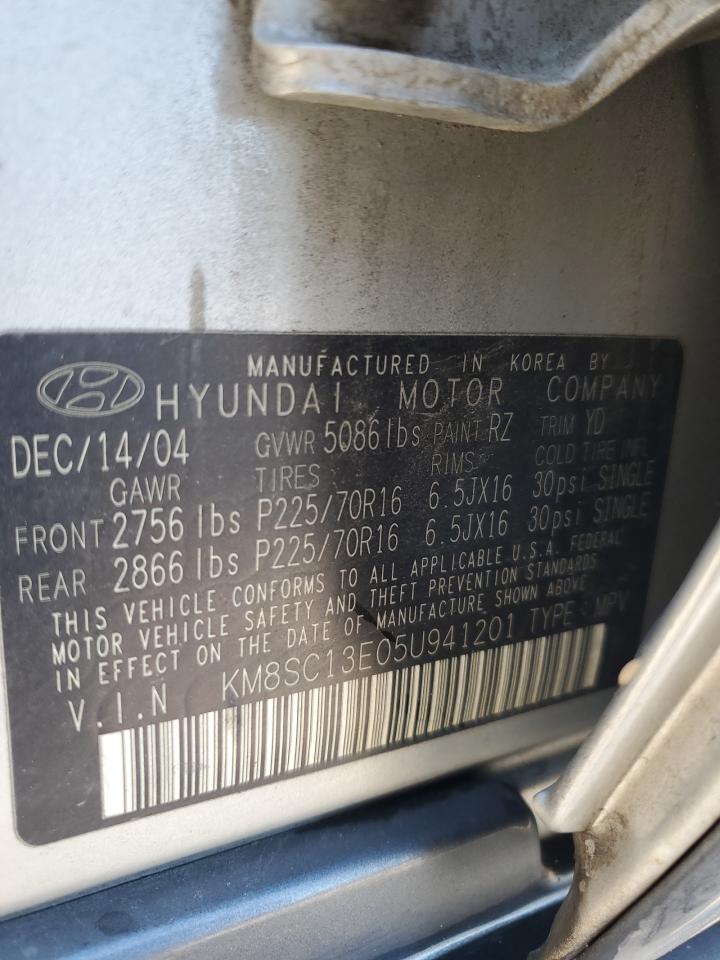 MANUFACTURED IN KOREA BY
HYUNDAI MOTOR COMPANY
DEC/14/04 GVWR 5086 lbs PAINT RZ TRIM YD
GAWR TIRES RIMS COLD TIRE INFL
FRONT 2756 lbs P225/70R16 6.5JX16 30psi SINGLE
REAR 2866 lbs P225/70R16 6.5JX16 30psi SINGLE
THIS VEHICLE CONFORMS TO ALL APPLICABLE U.S.A. FEDERAL
MOTOR VEHICLE SAFETY AND THEFT PREVENTION STANDARDS
IN EFFECT ON THE DATE OF MANUFACTURE SHOWN ABOVE
V.I.N KM8SC13E05U941201 TYPE : MPV